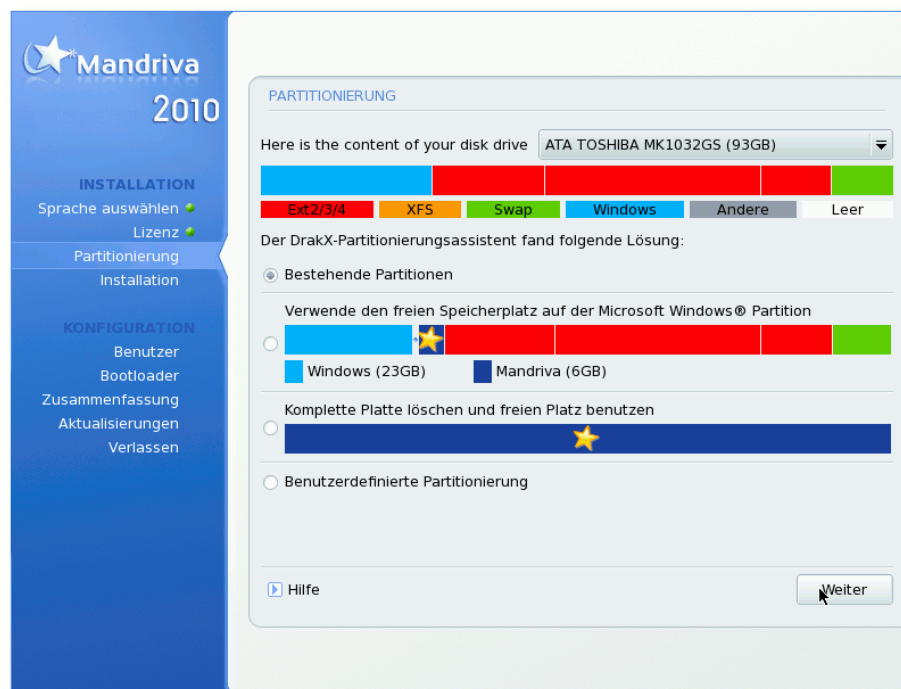 Mandriva
2010
INSTALLATION
Sprache auswählen
Lizenz
Partitionierung
Installation
KONFIGURATION
Benutzer
Bootloader
Zusammenfassung
Aktualisierungen
Verlassen
PARTITIONIERUNG
Here is the content of your disk drive ATA TOSHIBA MK1032GS (93GB)
Ext2/3/4 XFS Swap Windows Andere Leer
Der DrakX-Partitionierungsassistent fand folgende Lösung:
Bestehende Partitionen
Verwende den freien Speicherplatz auf der Microsoft Windows® Partition
Windows (23GB) Mandriva (6GB)
Komplette Platte löschen und freien Platz benutzen
Benutzerdefinierte Partitionierung
Hilfe Weiter